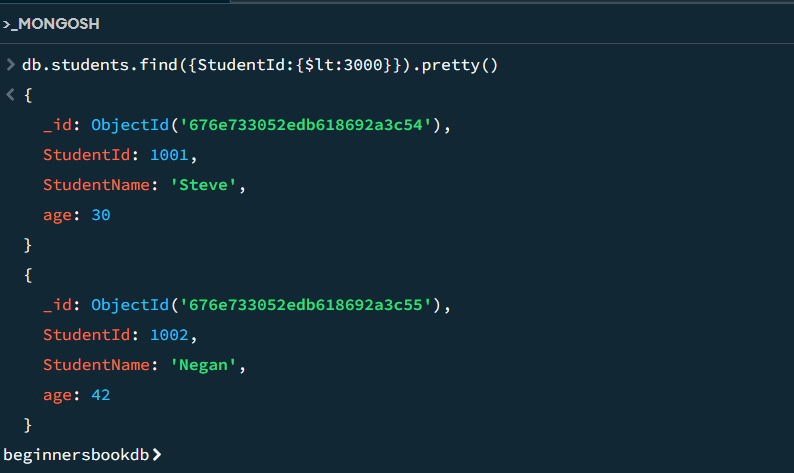 >_MONGOSH
> db.students.find({StudentId:{$lt:3000}}).pretty()
< {
_id: ObjectId('676e733052edb618692a3c54'),
StudentId: 1001,
StudentName: 'Steve',
age: 30
}
{
_id: ObjectId('676e733052edb618692a3c55'),
StudentId: 1002,
StudentName: 'Negan',
age: 42
}
beginnersbookdb>